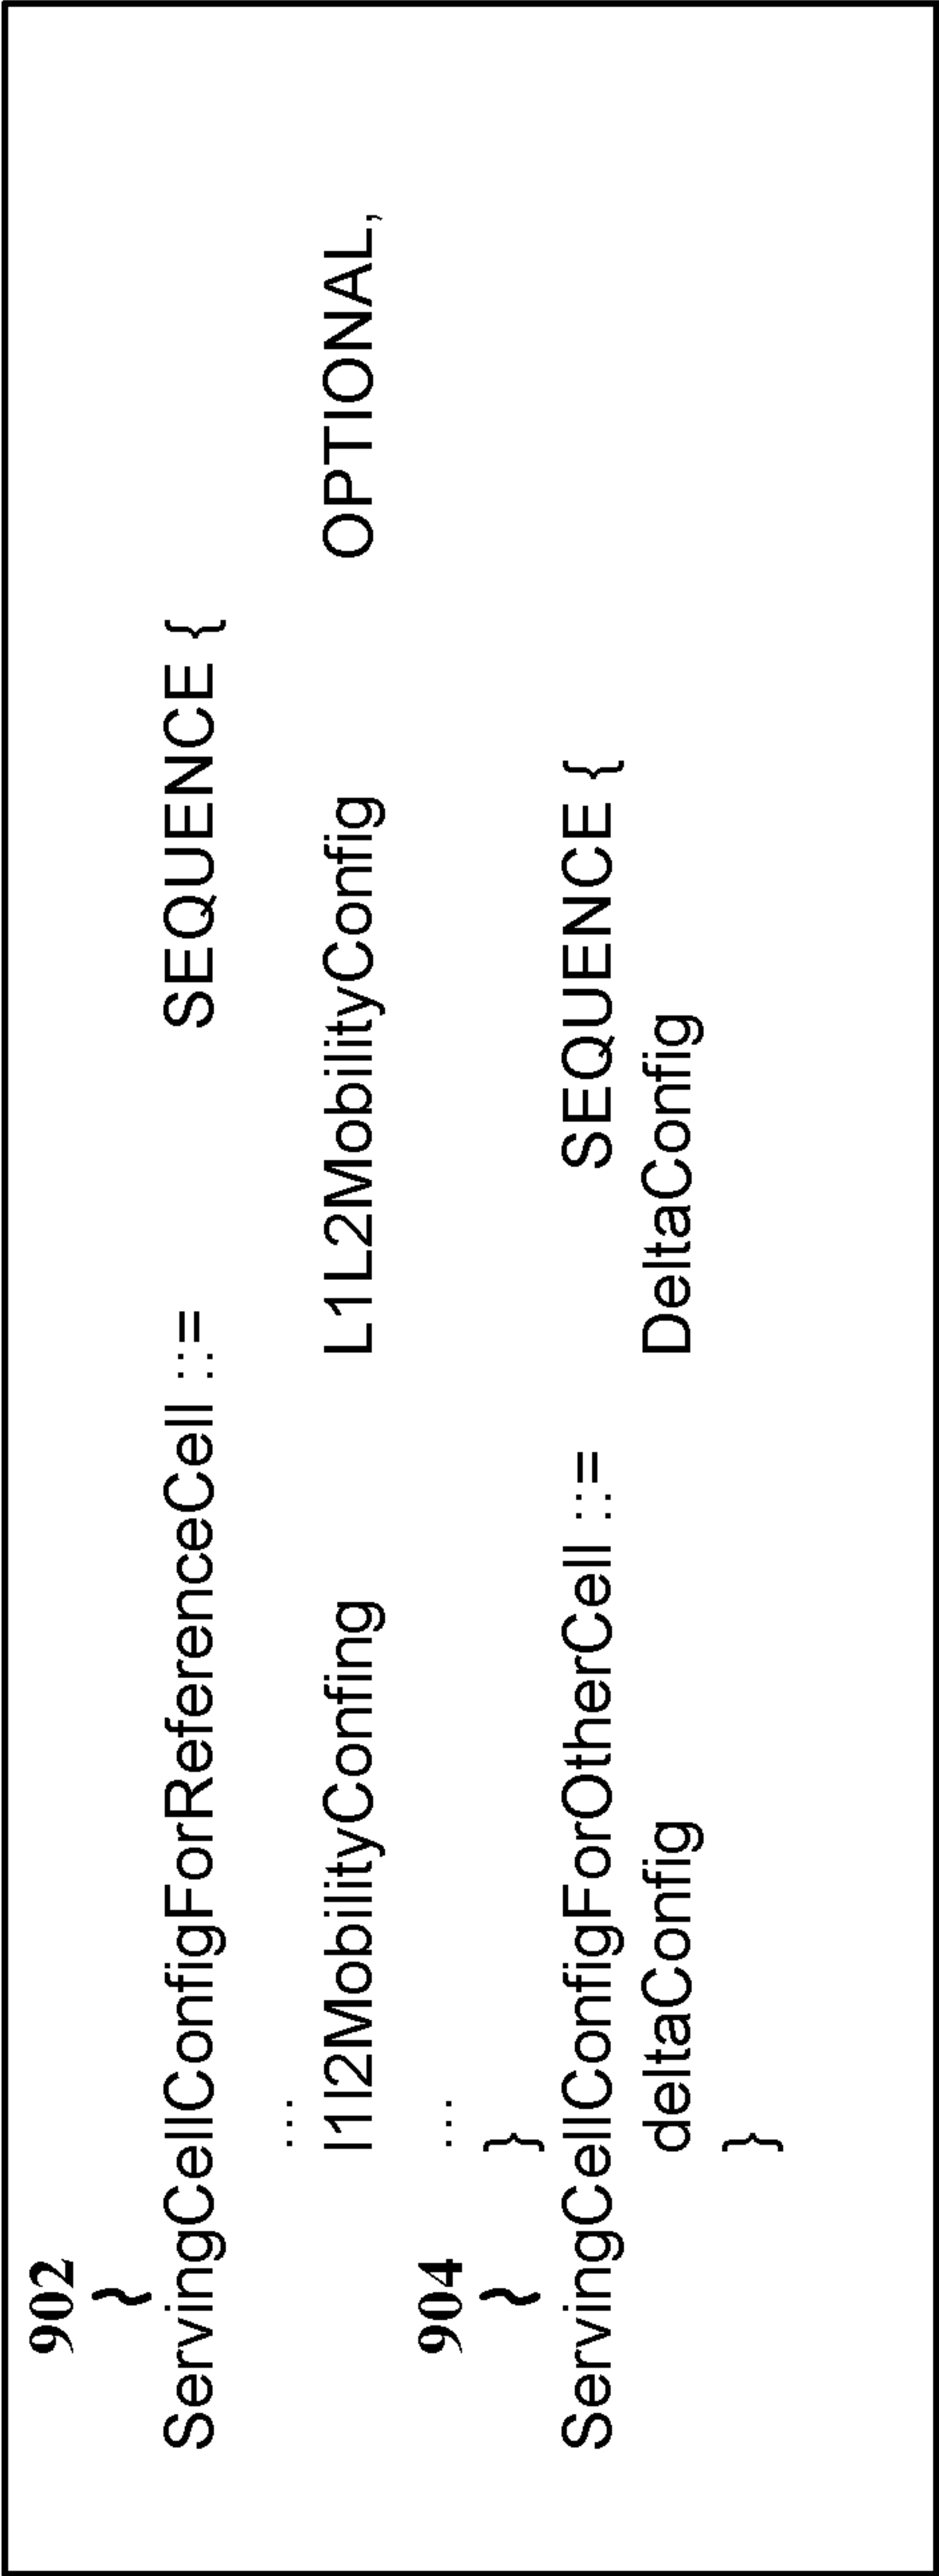 902
ServingCellConfigForReferenceCell ::= SEQUENCE {
...
l1l2MobilityConfing L1L2MobilityConfig OPTIONAL,
...
}
904
ServingCellConfigForOtherCell ::= SEQUENCE {
deltaConfig DeltaConfig
}